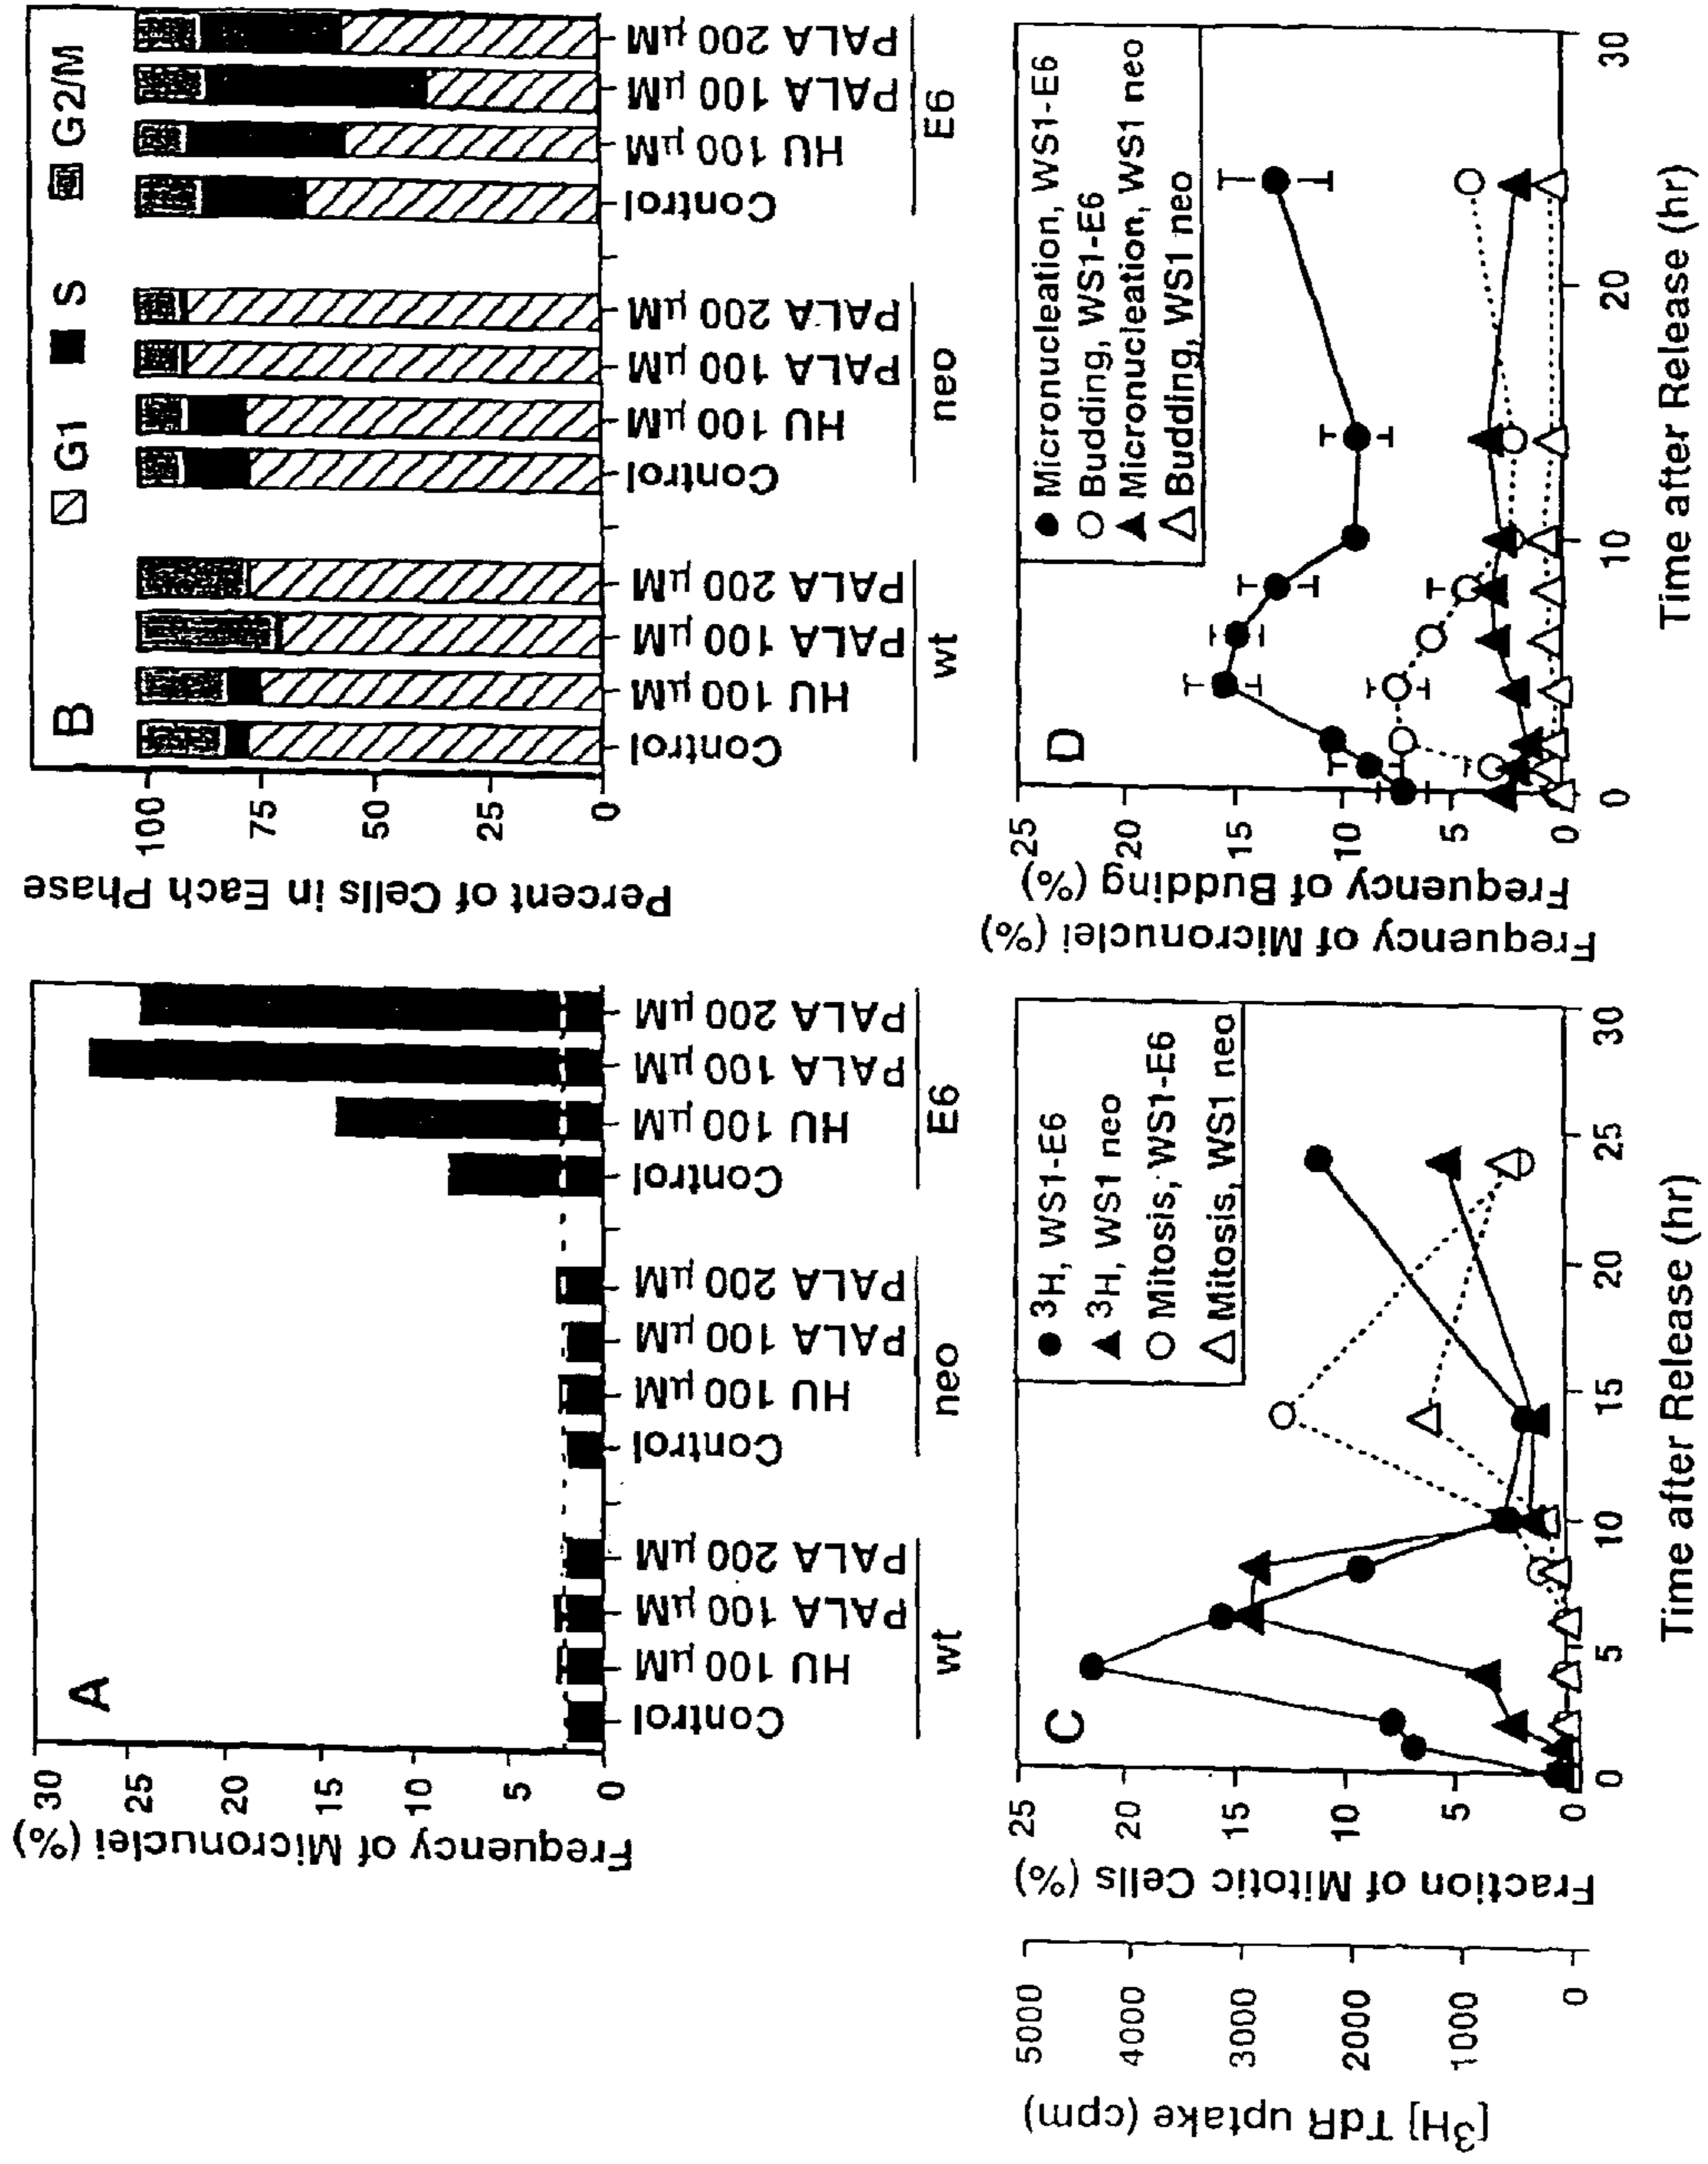 A
Frequency of Micronuclei (%)
30
25
20
15
10
5
0
Control
HU 100 µM
PALA 100 µM
PALA 200 µM
Control
HU 100 µM
PALA 100 µM
PALA 200 µM
Control
HU 100 µM
PALA 100 µM
PALA 200 µM
wt
neo
E6
B
G1 S G2/M
Percent of Cells in Each Phase
100
75
50
25
0
Control
HU 100 µM
PALA 100 µM
PALA 200 µM
Control
HU 100 µM
PALA 100 µM
PALA 200 µM
Control
HU 100 µM
PALA 100 µM
PALA 200 µM
wt
neo
E6
C
[³H] TdR uptake (cpm)
5000
4000
3000
2000
1000
0
Fraction of Mitotic Cells (%)
25
20
15
10
5
0
³H, WS1-E6
³H, WS1 neo
Mitosis, WS1-E6
Mitosis, WS1 neo
0 5 10 15 20 25 30
Time after Release (hr)
D
Frequency of Micronuclei (%)
Frequency of Budding (%)
25
20
15
10
5
0
Micronucleation, WS1-E6
Budding, WS1-E6
Micronucleation, WS1 neo
Budding, WS1 neo
0 10 20 30
Time after Release (hr)